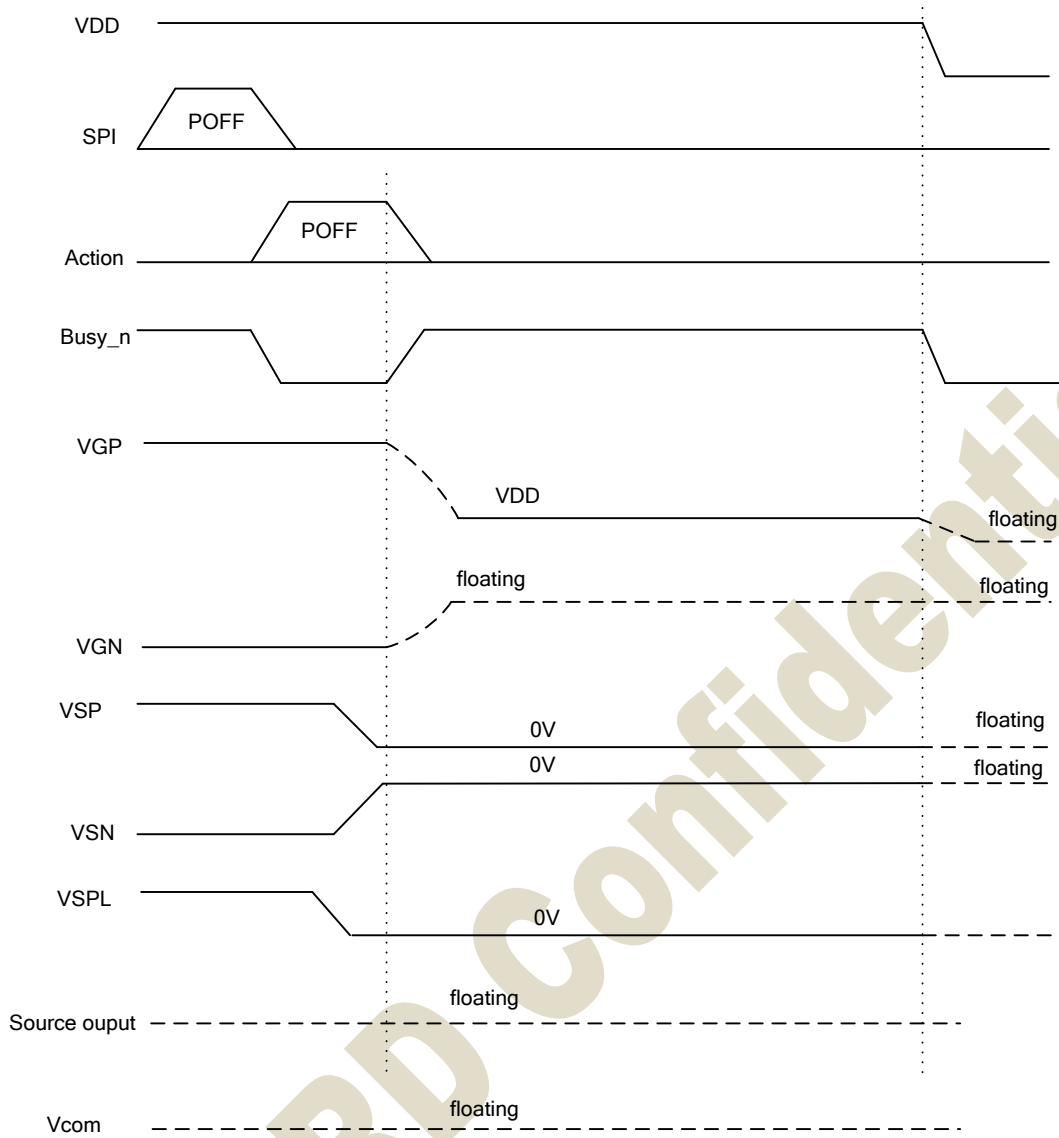 VDD
SPI
POFF
Action
POFF
Busy_n
VGP
VDD
floating
VGN
floating
floating
VSP
0V
floating
VSN
0V
floating
VSPL
0V
Source ouput
floating
Vcom
floating
Confidentia